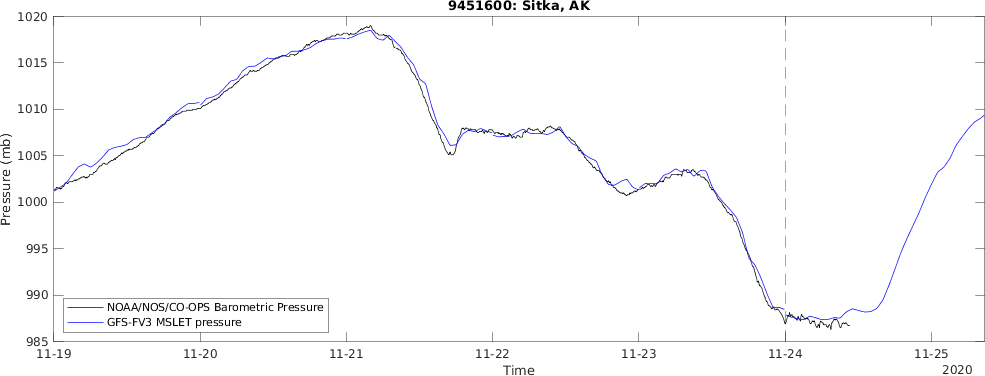 9451600: Sitka, AK
Pressure (mb)
1020
1015
1010
1005
1000
995
990
985
NOAA/NOS/CO-OPS Barometric Pressure
GFS-FV3 MSLET pressure
11-19 11-20 11-21 11-22 11-23 11-24 11-25
Time
2020